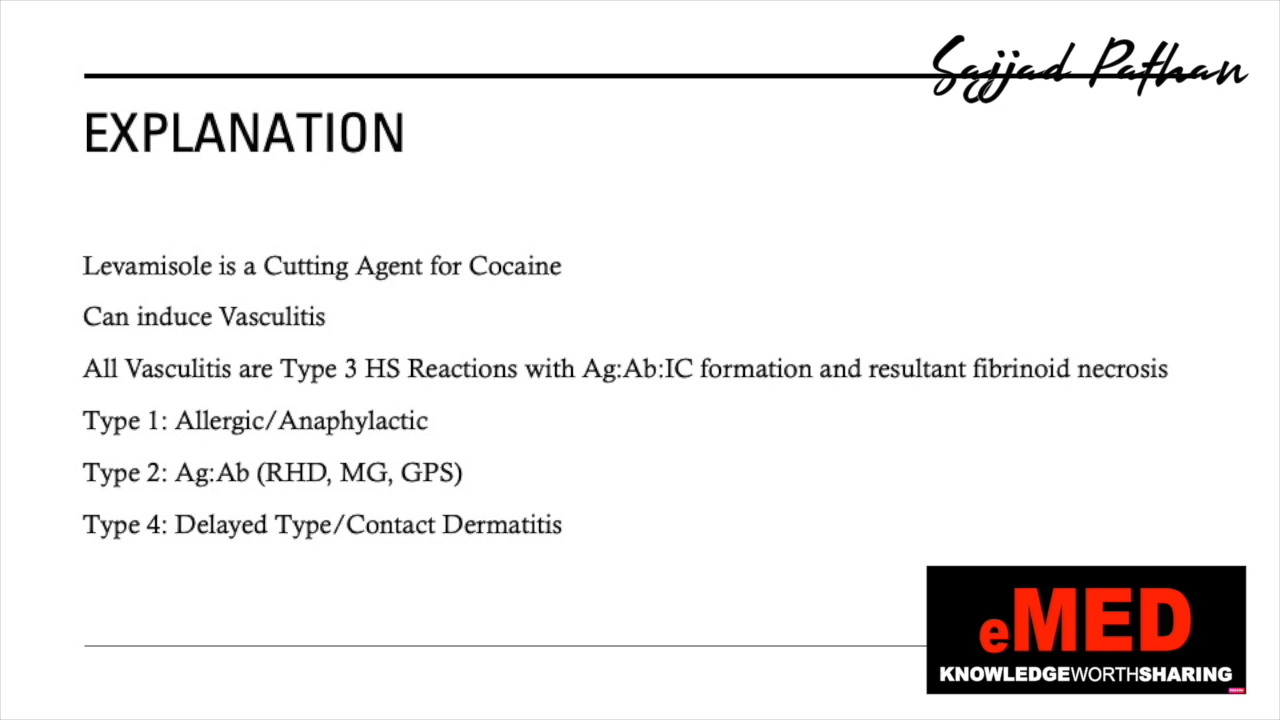 Sajjad Pathan
EXPLANATION
Levamisole is a Cutting Agent for Cocaine
Can induce Vasculitis
All Vasculitis are Type 3 HS Reactions with Ag:Ab:IC formation and resultant fibrinoid necrosis
Type 1: Allergic/Anaphylactic
Type 2: Ag:Ab (RHD, MG, GPS)
Type 4: Delayed Type/Contact Dermatitis
eMED
KNOWLEDGEWORTHSHARING